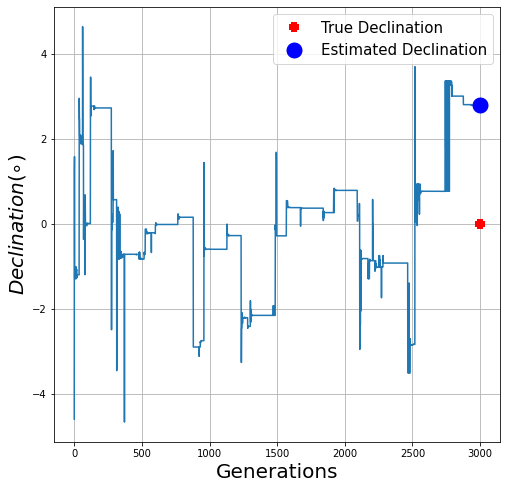 True Declination
Estimated Declination
4
2
0
−2
−4
Declination(∘)
0 500 1000 1500 2000 2500 3000
Generations